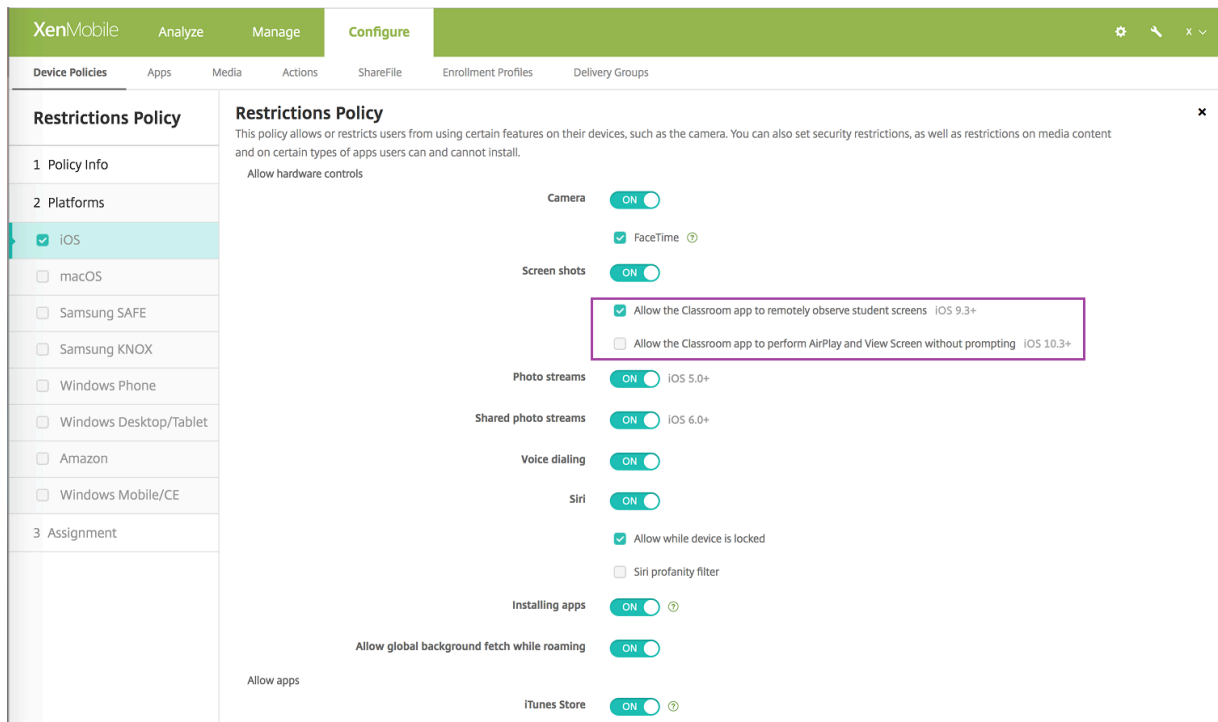 XenMobile Analyze Manage Configure X
Device Policies Apps Media Actions ShareFile Enrollment Profiles Delivery Groups
Restrictions Policy
1 Policy Info
2 Platforms
iOS
macOS
Samsung SAFE
Samsung KNOX
Windows Phone
Windows Desktop/Tablet
Amazon
Windows Mobile/CE
3 Assignment
Restrictions Policy
This policy allows or restricts users from using certain features on their devices, such as the camera. You can also set security restrictions, as well as restrictions on media content
and on certain types of apps users can and cannot install.
Allow hardware controls
Camera ON
FaceTime ?
Screen shots ON
Allow the Classroom app to remotely observe student screens iOS 9.3+
Allow the Classroom app to perform AirPlay and View Screen without prompting iOS 10.3+
Photo streams ON iOS 5.0+
Shared photo streams ON iOS 6.0+
Voice dialing ON
Siri ON
Allow while device is locked
Siri profanity filter
Installing apps ON ?
Allow global background fetch while roaming ON
Allow apps
iTunes Store ON ?